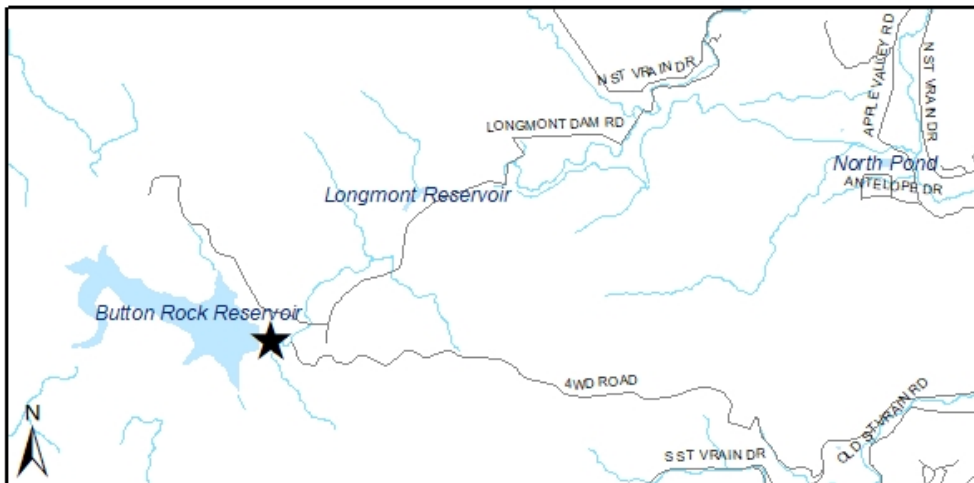 N ST VRAIN DR
APPLE VALLEY RD
N ST VRAIN DR
LONGMONT DAM RD
North Pond
ANTELOPE DR
Longmont Reservoir
Button Rock Reservoir
4WD ROAD
OLD ST VRAIN RD
S ST VRAIN DR
N